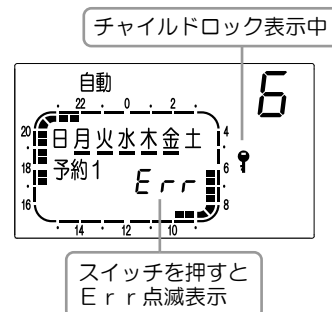 チャイルドロック表示中
自動
6
22 0 2
20 日月火水木金土 4
18 予約1 Err 6
16 8
14 12 10
スイッチを押すと
Err点滅表示